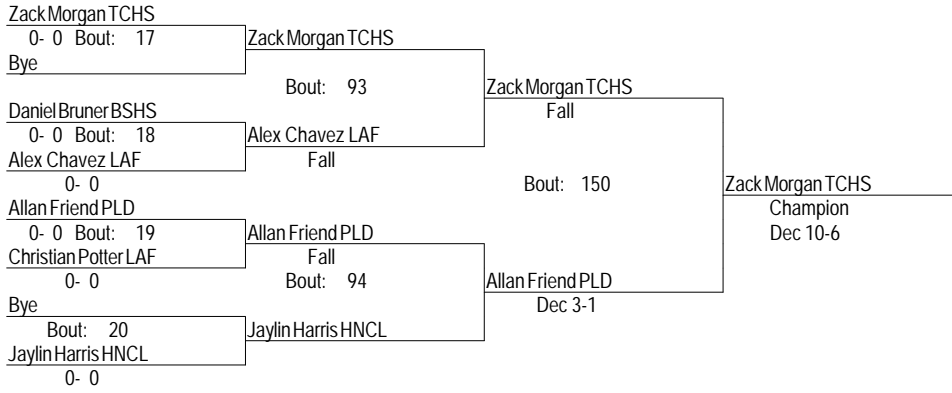 Zack Morgan TCHS
0- 0 Bout: 17
Bye
Daniel Bruner BSHS
0- 0 Bout: 18
Alex Chavez LAF
0- 0
Allan Friend PLD
0- 0 Bout: 19
Christian Potter LAF
0- 0
Bye
Bout: 20
Jaylin Harris HNCL
0- 0
Zack Morgan TCHS
Bout: 93
Alex Chavez LAF
Fall
Allan Friend PLD
Fall
Bout: 94
Jaylin Harris HNCL
Zack Morgan TCHS
Fall
Bout: 150
Allan Friend PLD
Dec 3-1
Zack Morgan TCHS
Champion
Dec 10-6